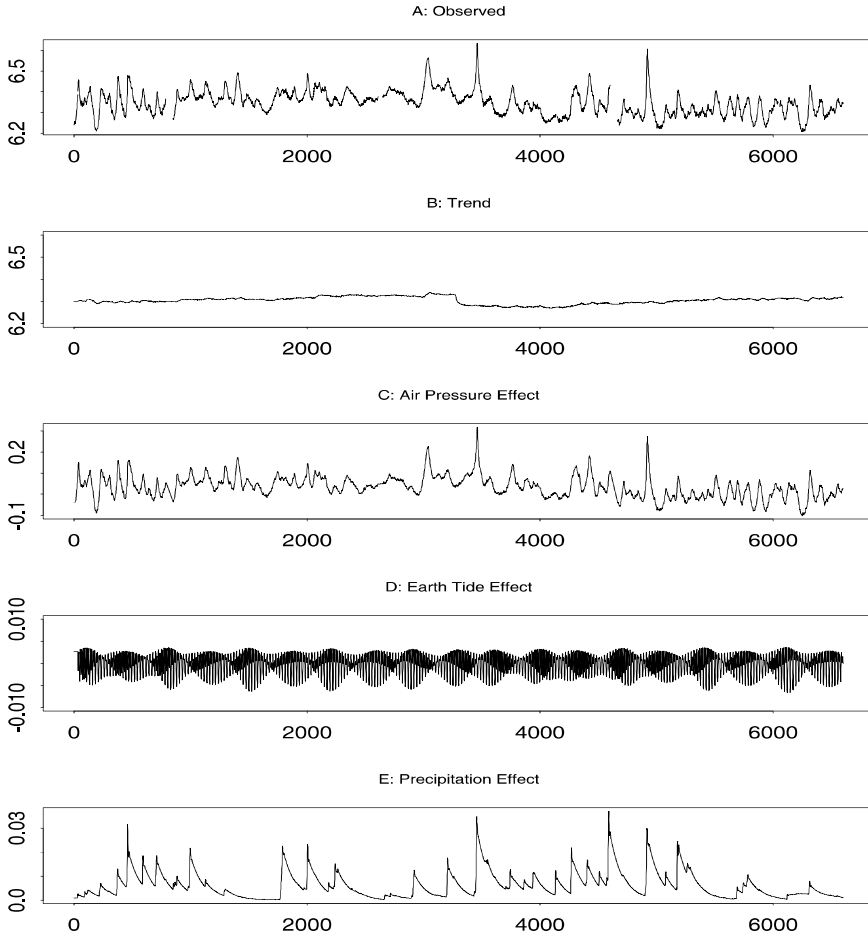 A: Observed
6.5
6.2
0 2000 4000 6000
B: Trend
6.5
6.2
0 2000 4000 6000
C: Air Pressure Effect
0.2
-0.1
0 2000 4000 6000
D: Earth Tide Effect
0.010
-0.010
0 2000 4000 6000
E: Precipitation Effect
0.03
0.0
0 2000 4000 6000